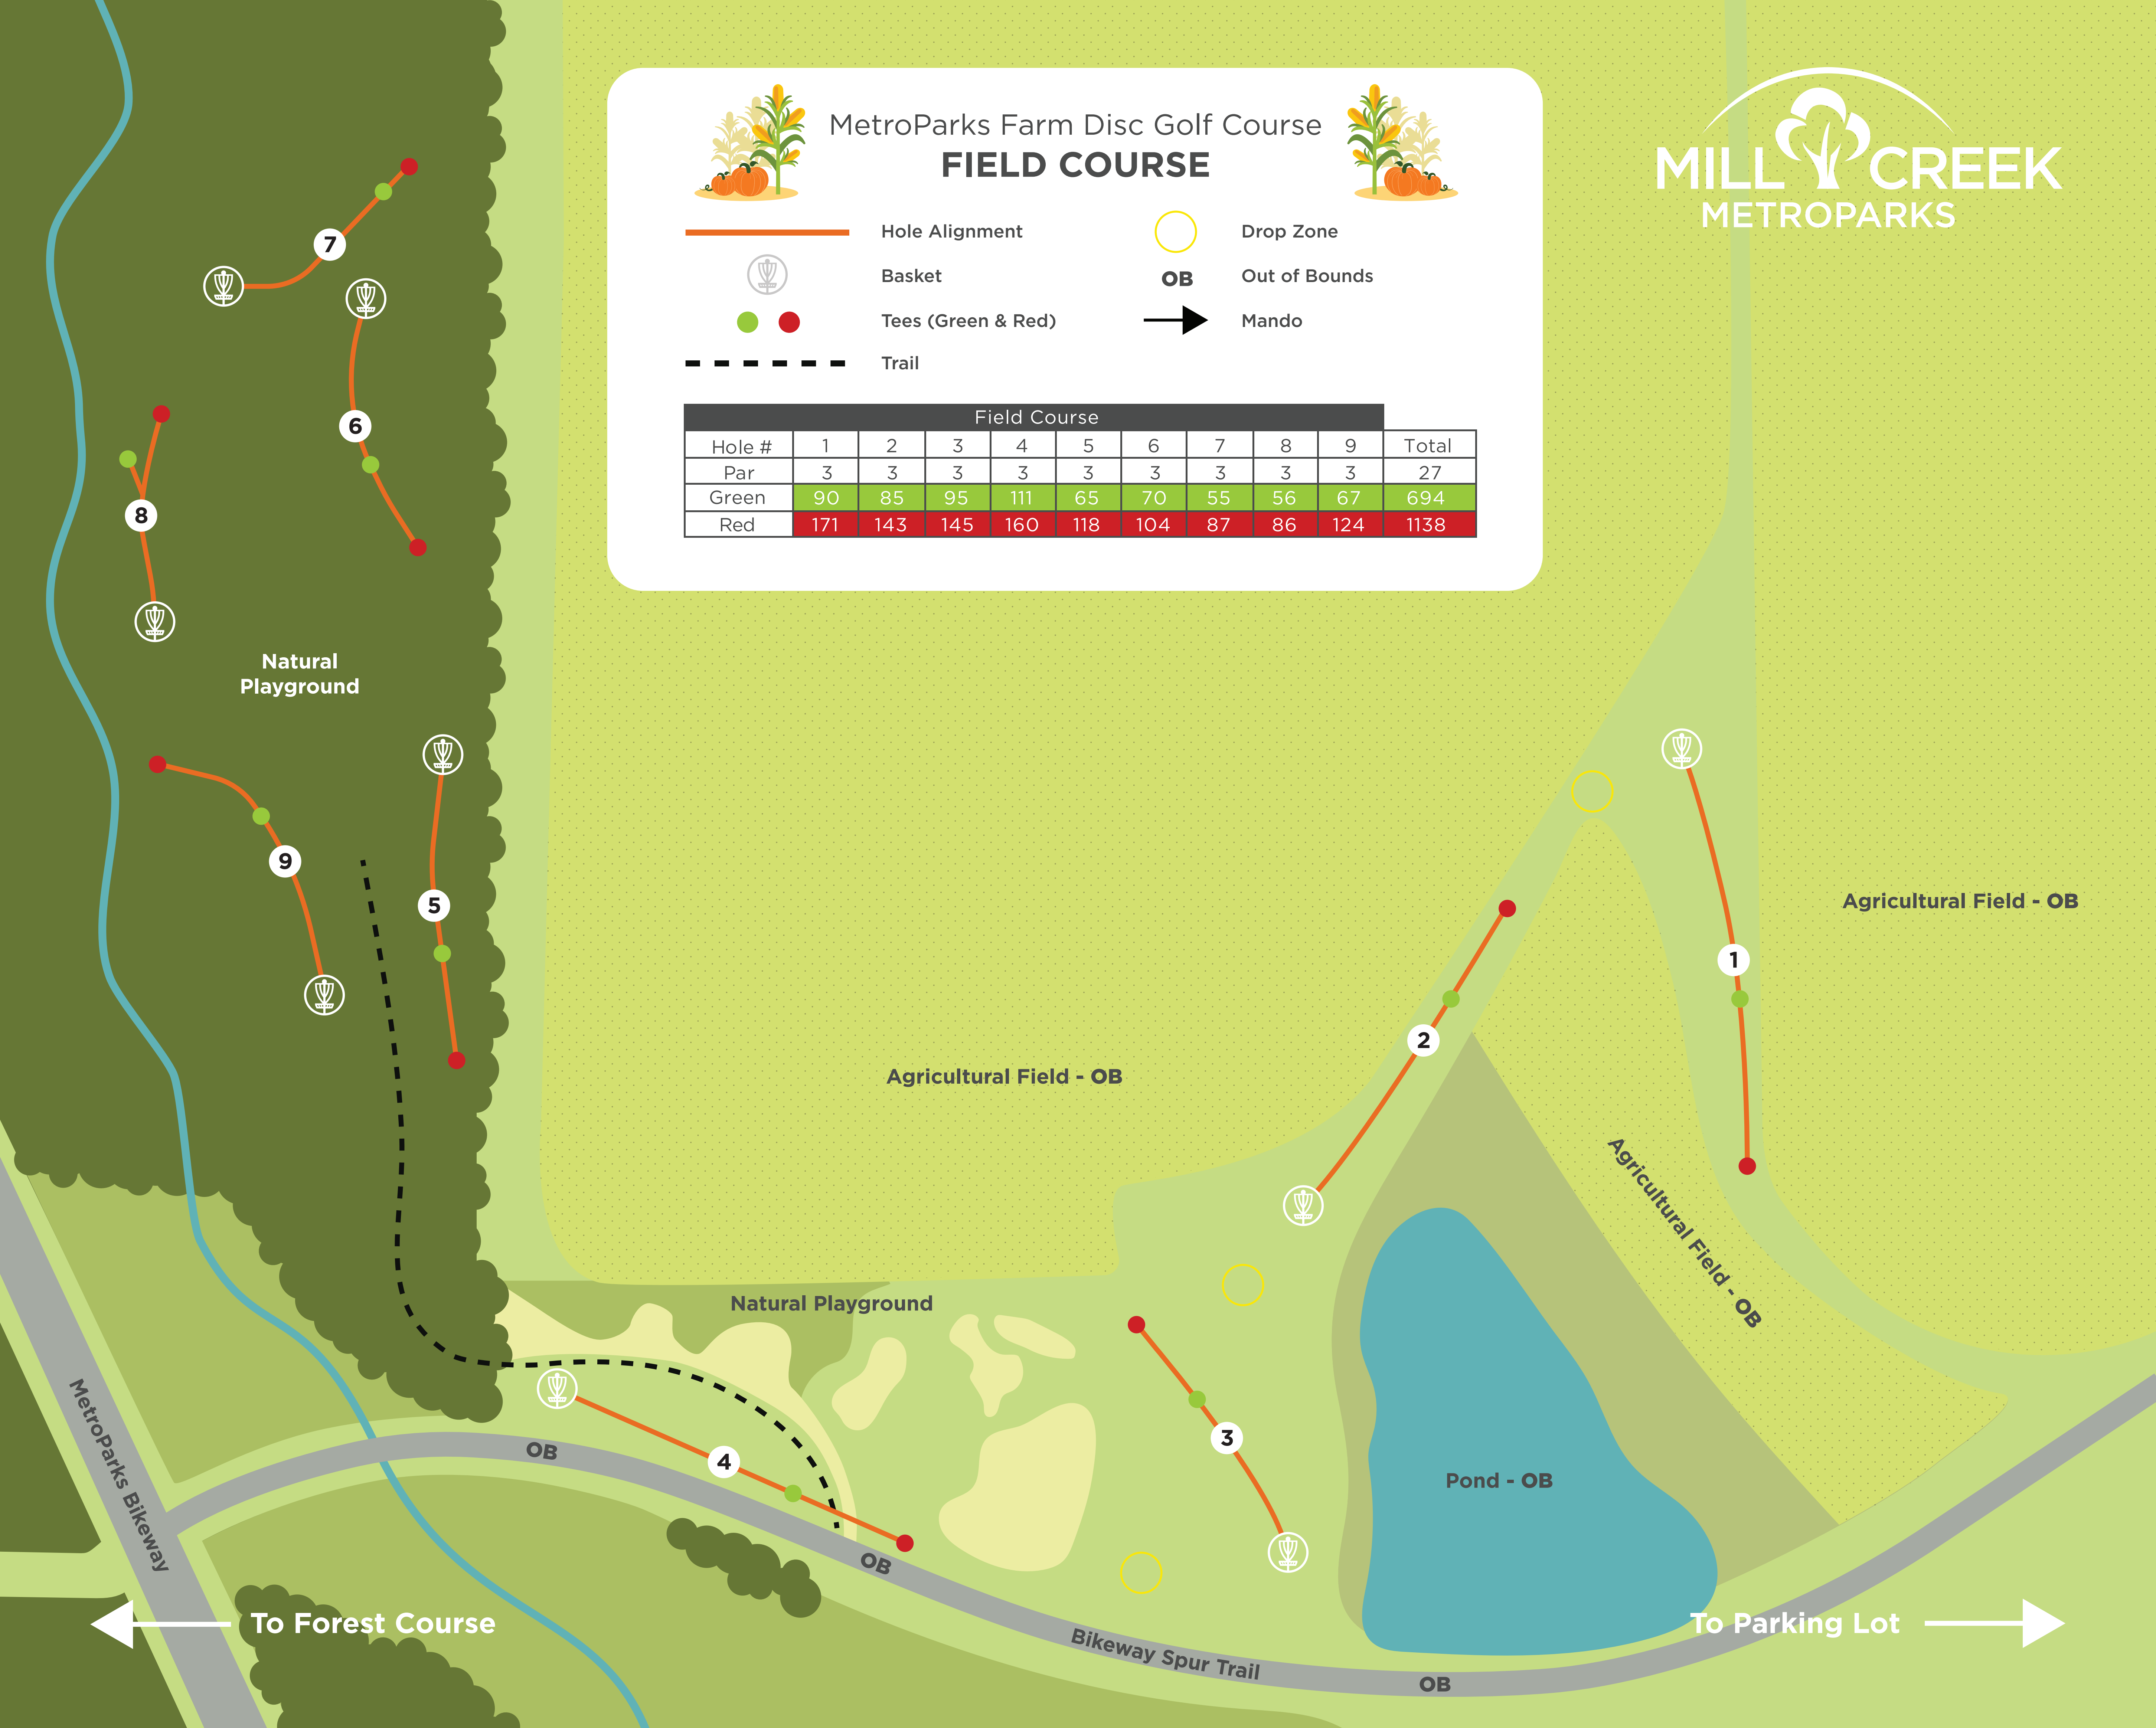 MetroParks Farm Disc Golf Course
FIELD COURSE
MILL CREEK
METROPARKS
Hole Alignment
Basket
Tees (Green & Red)
Trail
Drop Zone
OB Out of Bounds
Mando
Field Course
Hole # 1 2 3 4 5 6 7 8 9 Total
Par 3 3 3 3 3 3 3 3 3 27
Green 90 85 95 111 65 70 55 56 67 694
Red 171 143 145 160 118 104 87 86 124 1138
7
6
8
Natural
Playground
9
5
1
Agricultural Field - OB
2
Agricultural Field - OB
Agricultural Field - OB
Natural Playground
3
4
Pond - OB
OB
OB
MetroParks Bikeway
To Forest Course
Bikeway Spur Trail
OB
To Parking Lot